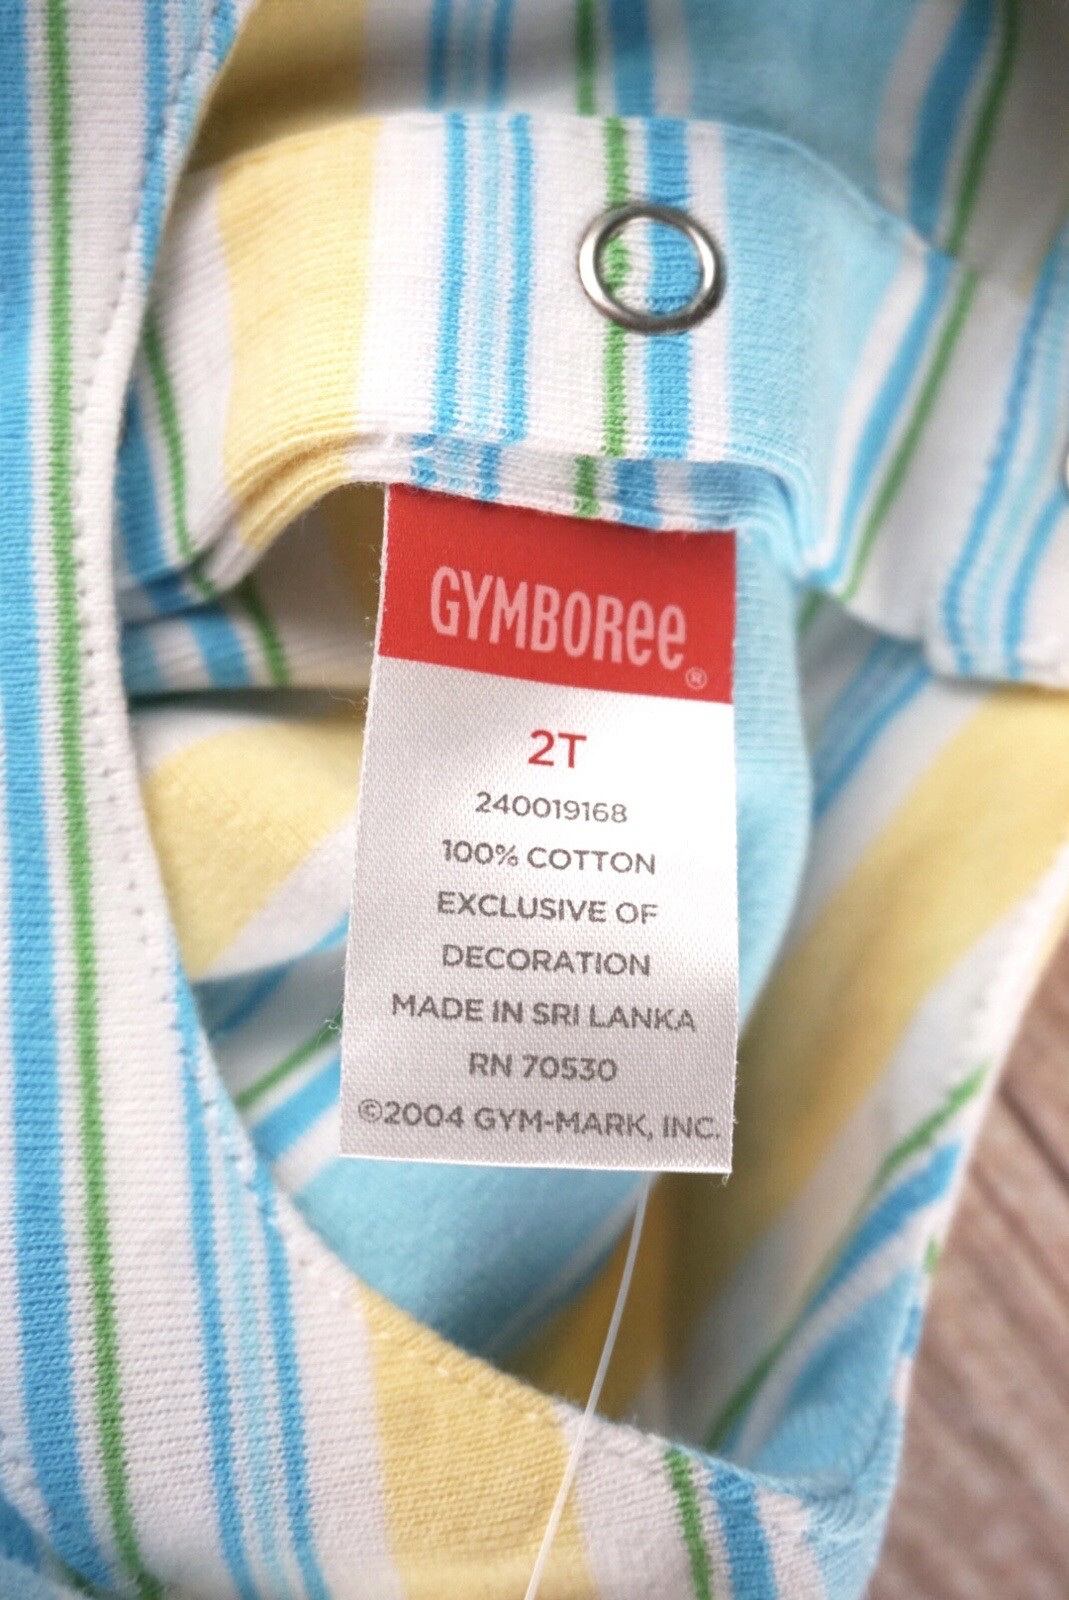 GYMBORee®
2T
240019168
100% COTTON
EXCLUSIVE OF
DECORATION
MADE IN SRI LANKA
RN 70530
©2004 GYM-MARK, INC.